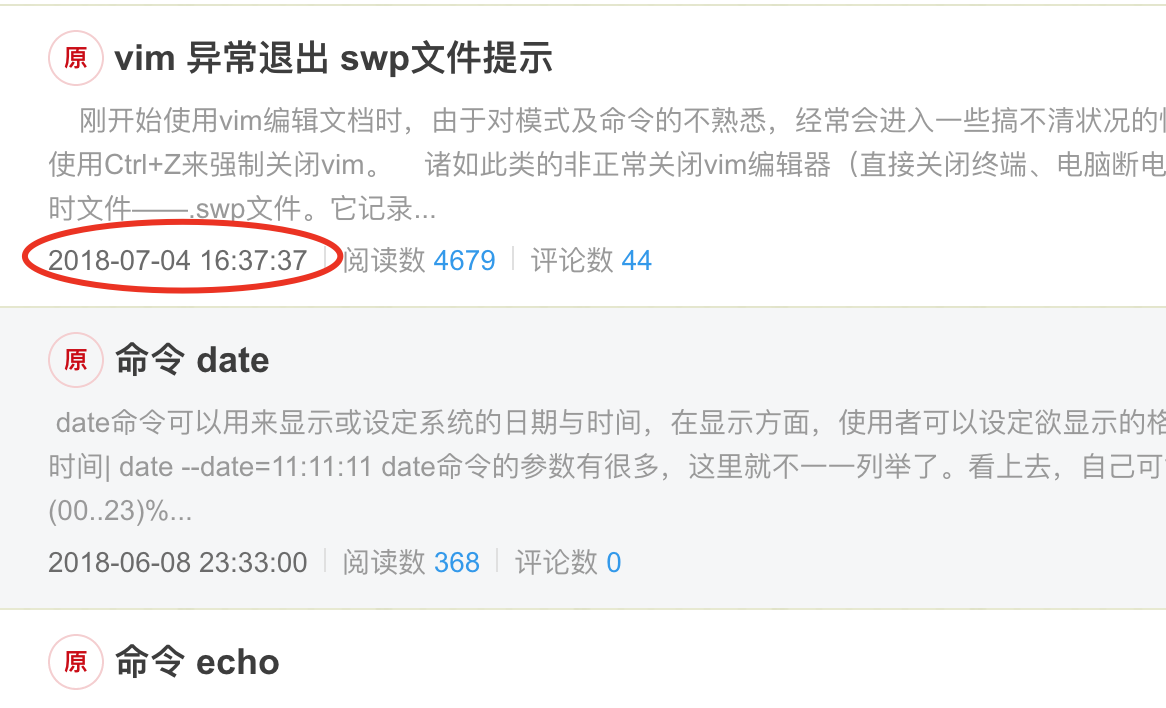 原 vim 异常退出 swp文件提示
刚开始使用vim编辑文档时，由于对模式及命令的不熟悉，经常会进入一些搞不清状况的
使用Ctrl+Z来强制关闭vim。 诸如此类的非正常关闭vim编辑器（直接关闭终端、电脑断电
时文件——.swp文件。它记录...
2018-07-04 16:37:37 阅读数 4679 评论数 44
原 命令 date
date命令可以用来显示或设定系统的日期与时间，在显示方面，使用者可以设定欲显示的格
时间| date --date=11:11:11 date命令的参数有很多，这里就不一一列举了。看上去，自己可
(00..23)%...
2018-06-08 23:33:00 阅读数 368 评论数 0
原 命令 echo